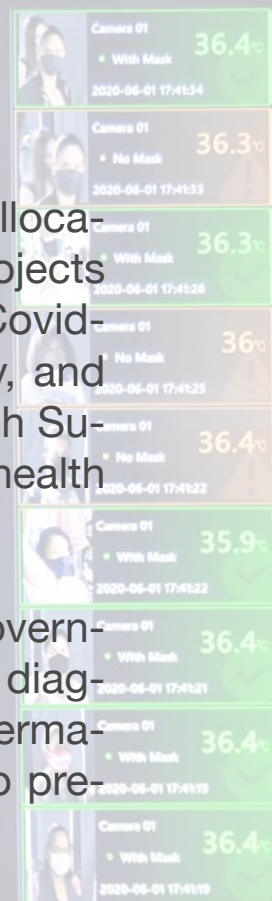 lloca-
ojects
Covid-
y, and
h Su-
health
overn-
diag-
erma-
o pre-
Camera 01
36.4°C
With Mask
2020-06-01 17:41:34
Camera 01
36.3°C
No Mask
2020-06-01 17:41:33
Camera 01
36.3°C
With Mask
2020-06-01 17:41:28
Camera 01
36°C
No Mask
2020-06-01 17:41:25
Camera 01
36.4°C
No Mask
2020-06-01 17:41:22
Camera 01
35.9°C
With Mask
2020-06-01 17:41:22
Camera 01
36.4°C
With Mask
2020-06-01 17:41:21
Camera 01
36.4°C
With Mask
2020-06-01 17:41:19
Camera 01
36.4°C
With Mask
2020-06-01 17:41:19